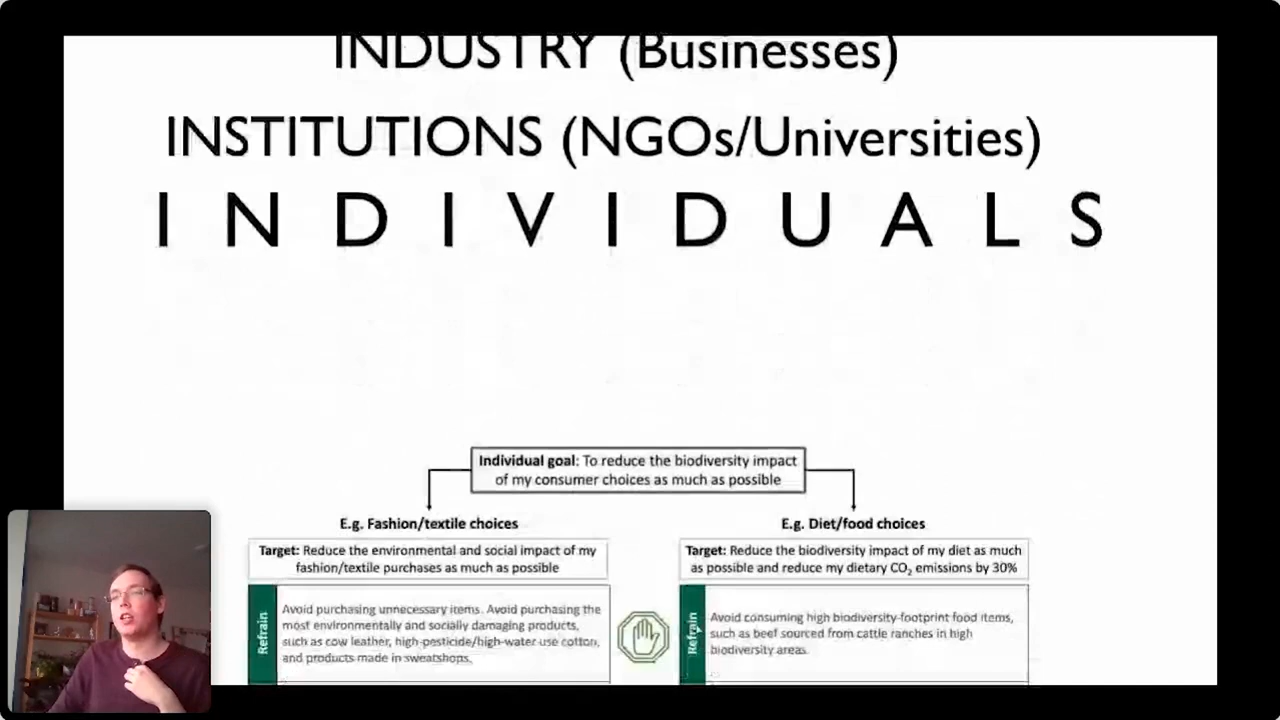 INDUSTRY (Businesses)
INSTITUTIONS (NGOs/Universities)
I N D I V I D U A L S
Individual goal: To reduce the biodiversity impact
of my consumer choices as much as possible
E.g. Fashion/textile choices
Target: Reduce the environmental and social impact of my
fashion/textile purchases as much as possible
Refrain
Avoid purchasing unnecessary items. Avoid purchasing the
most environmentally and socially damaging products,
such as cow leather, high-pesticide/high-water use cotton,
and products made in sweatshops.
E.g. Diet/food choices
Target: Reduce the biodiversity impact of my diet as much
as possible and reduce my dietary CO₂ emissions by 30%
Refrain
Avoid consuming high biodiversity-footprint food items,
such as beef sourced from cattle ranches in high
biodiversity areas.